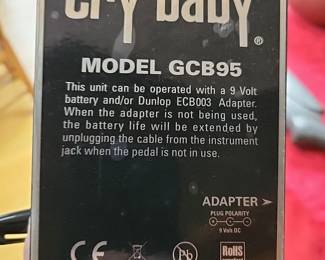 cry baby®
MODEL GCB95
This unit can be operated with a 9 Volt
battery and/or Dunlop ECB003 Adapter.
When the adapter is not being used,
the battery life will be extended by
unplugging the cable from the instrument
jack when the pedal is not in use.
ADAPTER >
PLUG POLARITY
9 Volt DC
CE
Pb
RoHS